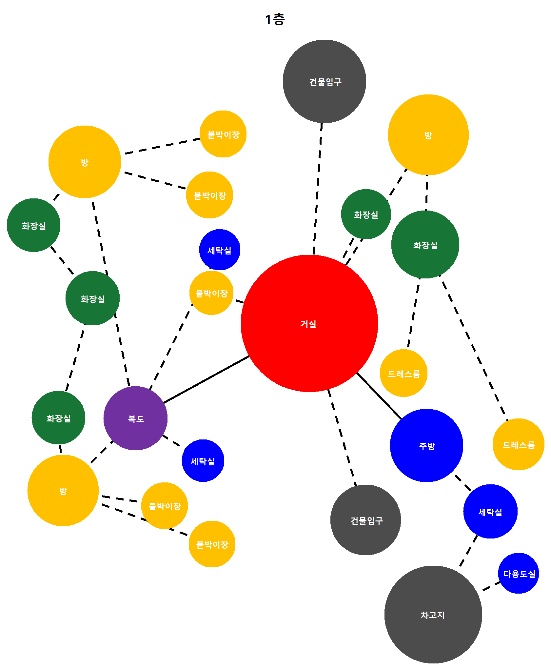 1층
건물입구
방
붙박이장
방
붙박이장
화장실
화장실
화장실
세탁실
붙박이장
화장실
거실
드레스룸
화장실
복도
주방
드레스룸
세탁실
방
붙박이장
세탁실
건물입구
붙박이장
다용도실
차고지